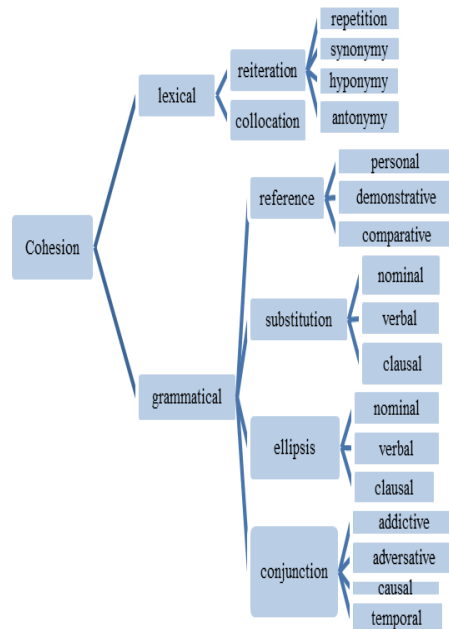 Cohesion
lexical
reiteration
repetition
synonymy
hyponymy
antonymy
collocation
grammatical
reference
personal
demonstrative
comparative
substitution
nominal
verbal
clausal
ellipsis
nominal
verbal
clausal
conjunction
addictive
adversative
causal
temporal